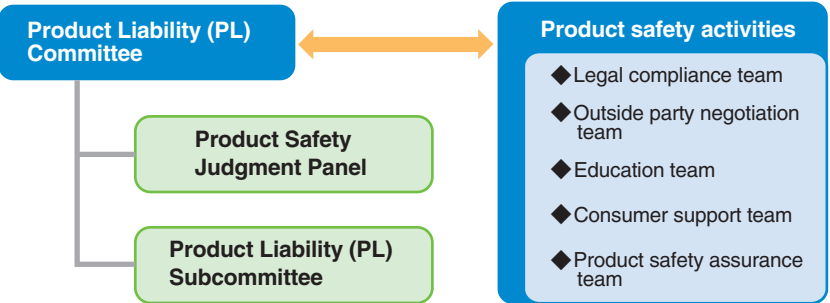 Product Liability (PL)
Committee
Product Safety
Judgment Panel
Product Liability (PL)
Subcommittee
Product safety activities
◆Legal compliance team
◆Outside party negotiation
team
◆Education team
◆Consumer support team
◆Product safety assurance
team